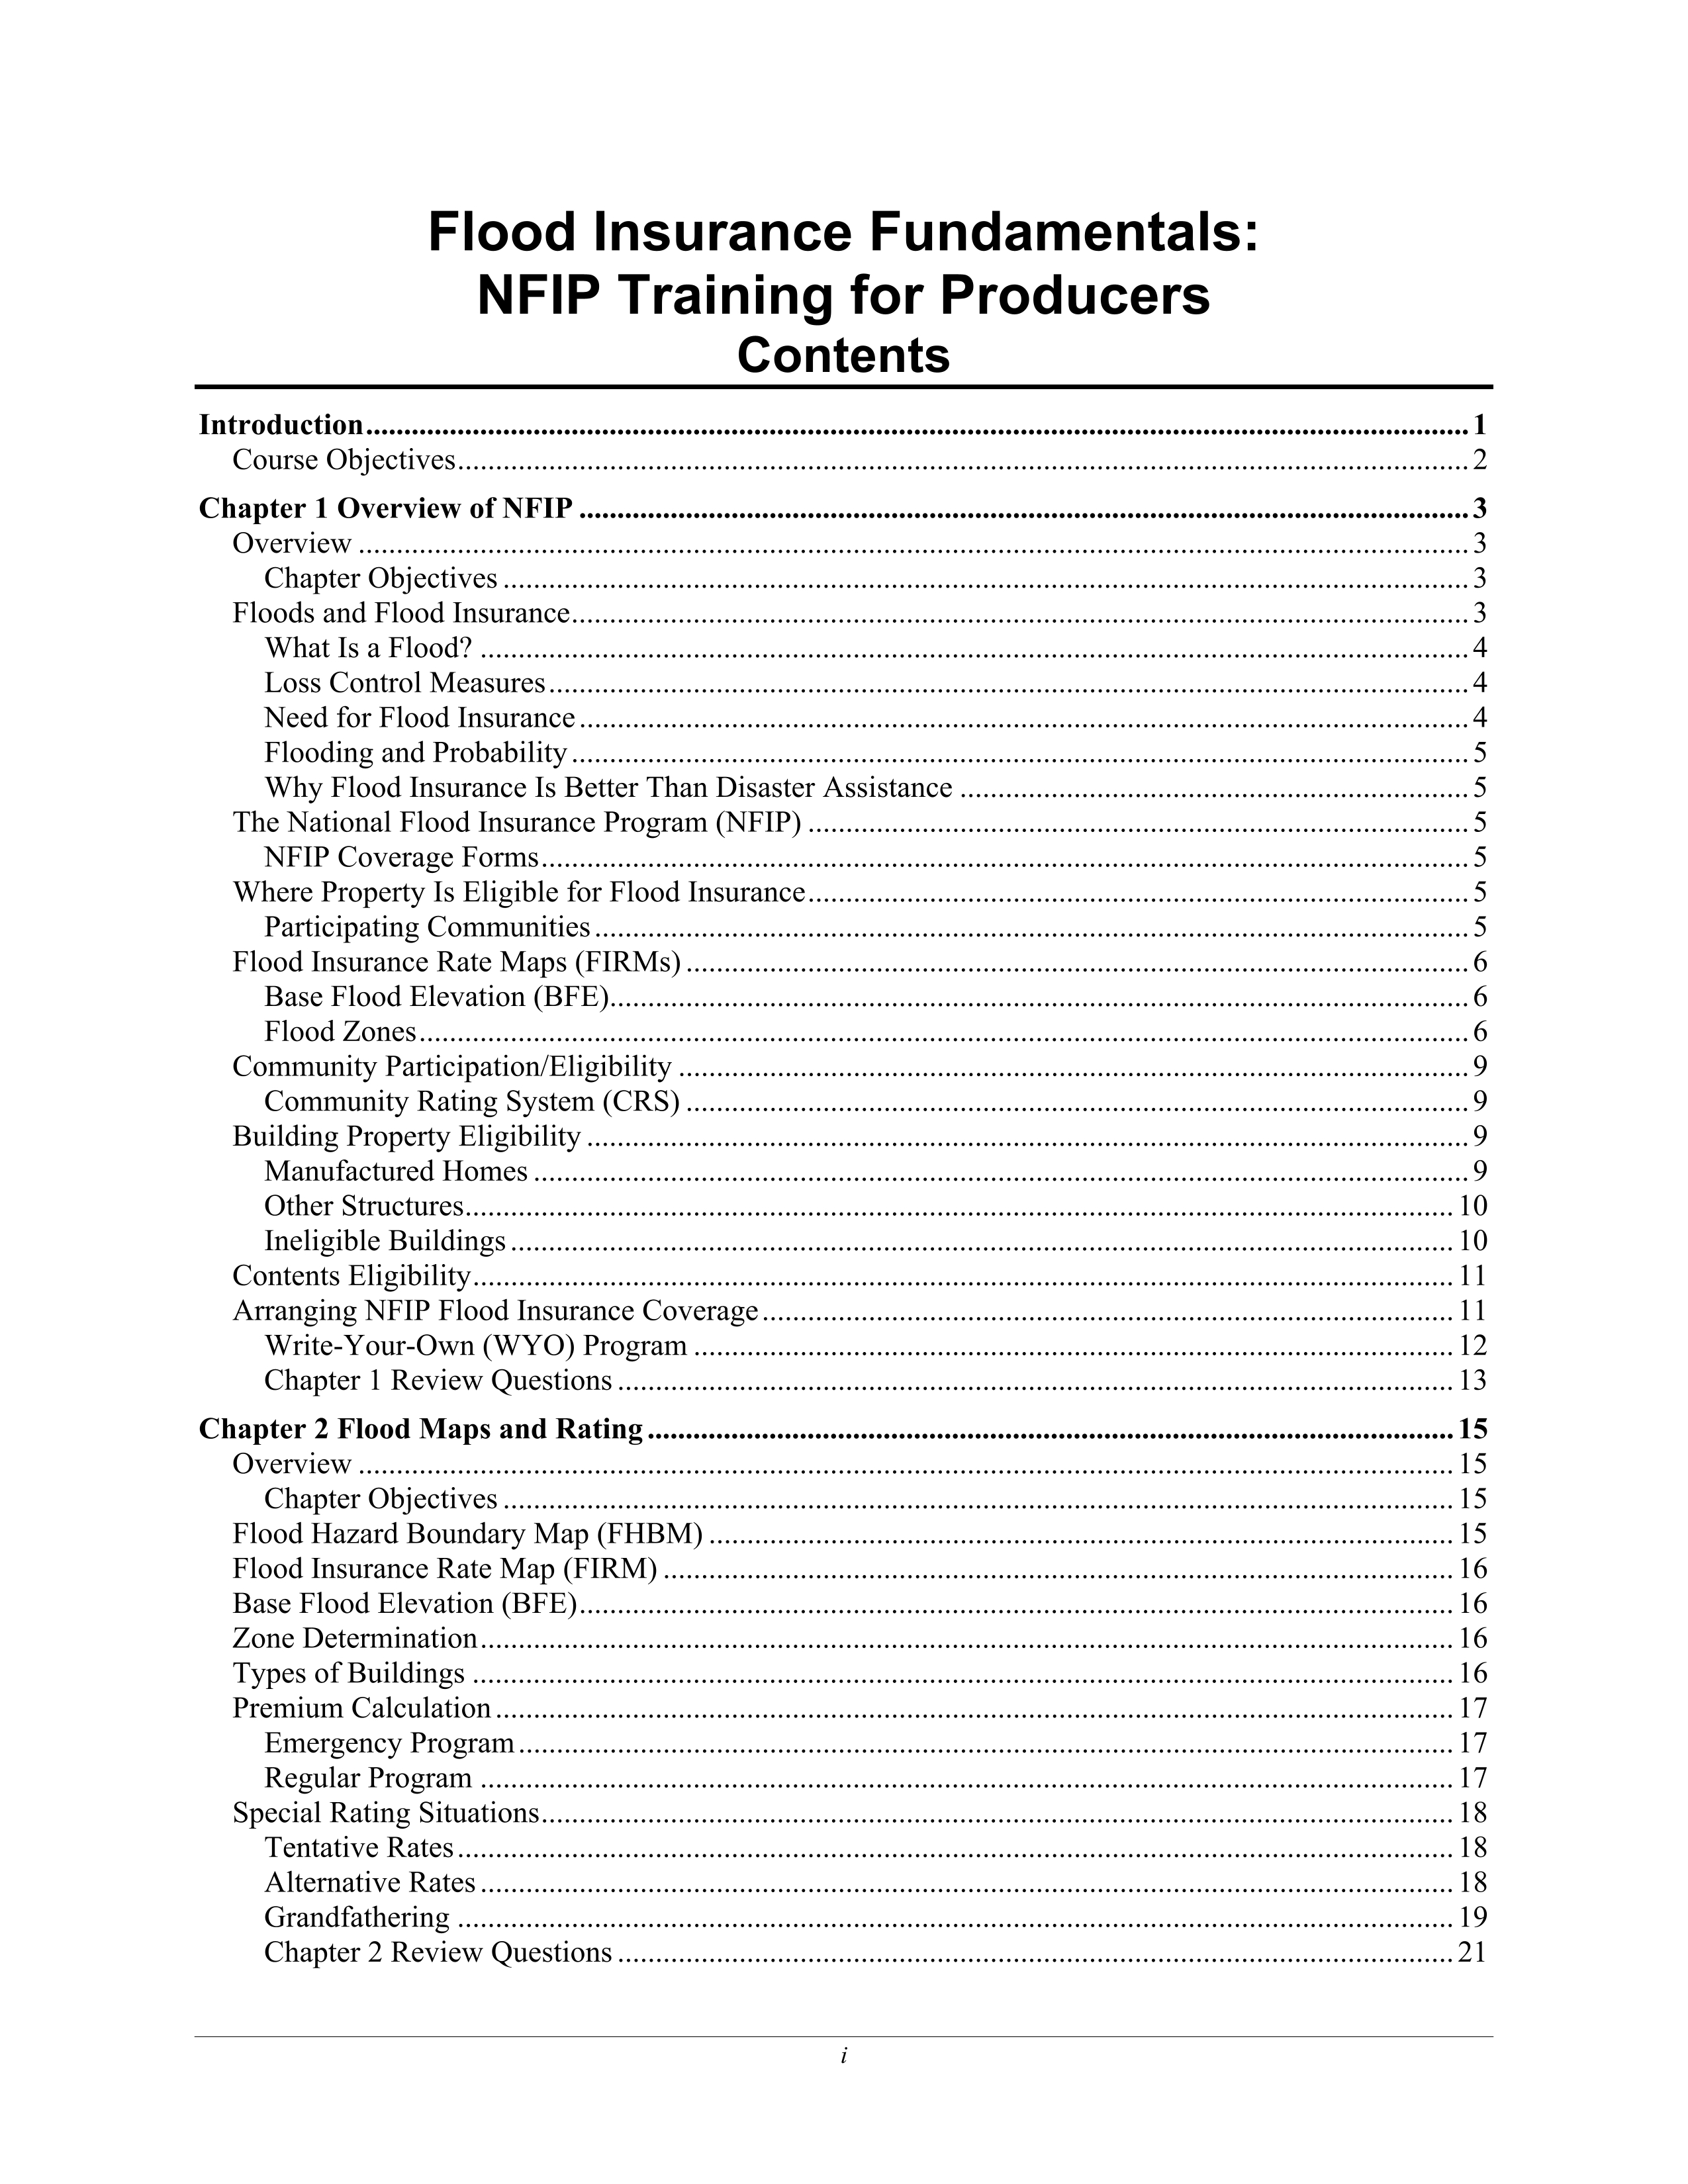 Flood Insurance Fundamentals:
NFIP Training for Producers
Contents
Introduction 1
Course Objectives 2
Chapter 1 Overview of NFIP 3
Overview 3
Chapter Objectives 3
Floods and Flood Insurance 3
What Is a Flood? 4
Loss Control Measures 4
Need for Flood Insurance 4
Flooding and Probability 5
Why Flood Insurance Is Better Than Disaster Assistance 5
The National Flood Insurance Program (NFIP) 5
NFIP Coverage Forms 5
Where Property Is Eligible for Flood Insurance 5
Participating Communities 5
Flood Insurance Rate Maps (FIRMs) 6
Base Flood Elevation (BFE) 6
Flood Zones 6
Community Participation/Eligibility 9
Community Rating System (CRS) 9
Building Property Eligibility 9
Manufactured Homes 9
Other Structures 10
Ineligible Buildings 10
Contents Eligibility 11
Arranging NFIP Flood Insurance Coverage 11
Write-Your-Own (WYO) Program 12
Chapter 1 Review Questions 13
Chapter 2 Flood Maps and Rating 15
Overview 15
Chapter Objectives 15
Flood Hazard Boundary Map (FHBM) 15
Flood Insurance Rate Map (FIRM) 16
Base Flood Elevation (BFE) 16
Zone Determination 16
Types of Buildings 16
Premium Calculation 17
Emergency Program 17
Regular Program 17
Special Rating Situations 18
Tentative Rates 18
Alternative Rates 18
Grandfathering 19
Chapter 2 Review Questions 21
i